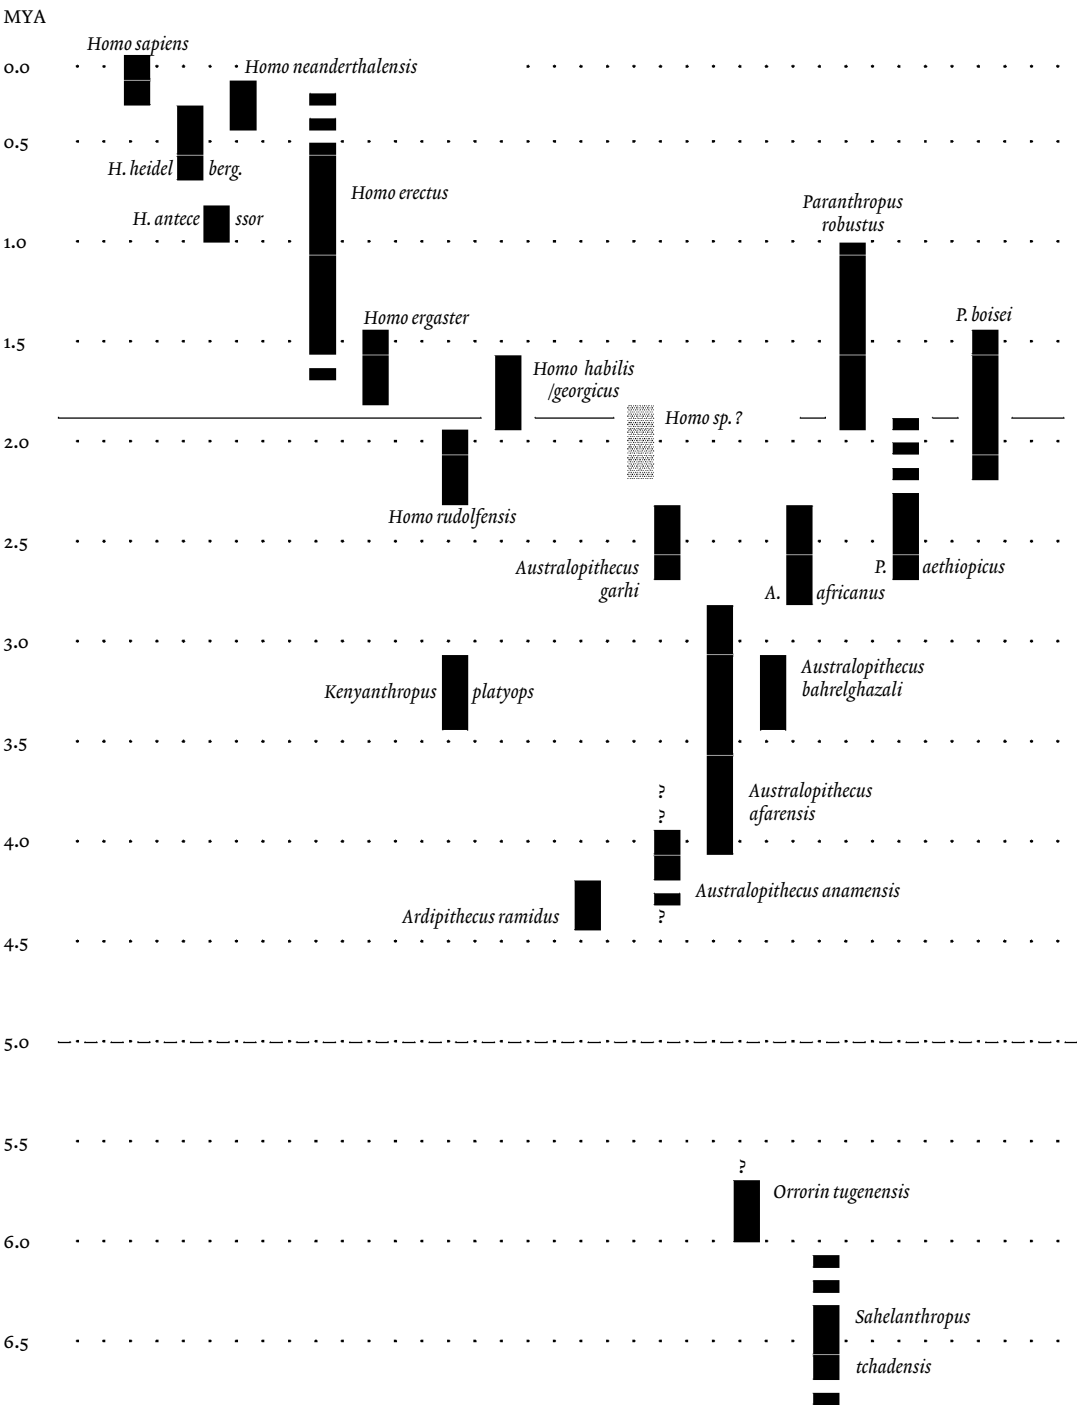 MYA
Homo sapiens
0.0
Homo neanderthalensis
0.5
H. heidel berg.
Homo erectus
Paranthropus
robustus
H. antece ssor
1.0
Homo ergaster
P. boisei
1.5
Homo habilis
/georgicus
Homo sp. ?
2.0
Homo rudolfensis
2.5
Australopithecus
garhi
P. aethiopicus
A. africanus
3.0
Australopithecus
bahrelghazali
Kenyanthropus platyops
3.5
?
Australopithecus
afarensis
?
4.0
Australopithecus anamensis
Ardipithecus ramidus
?
4.5
5.0
5.5
?
Orrorin tugenensis
6.0
Sahelanthropus
6.5
tchadensis